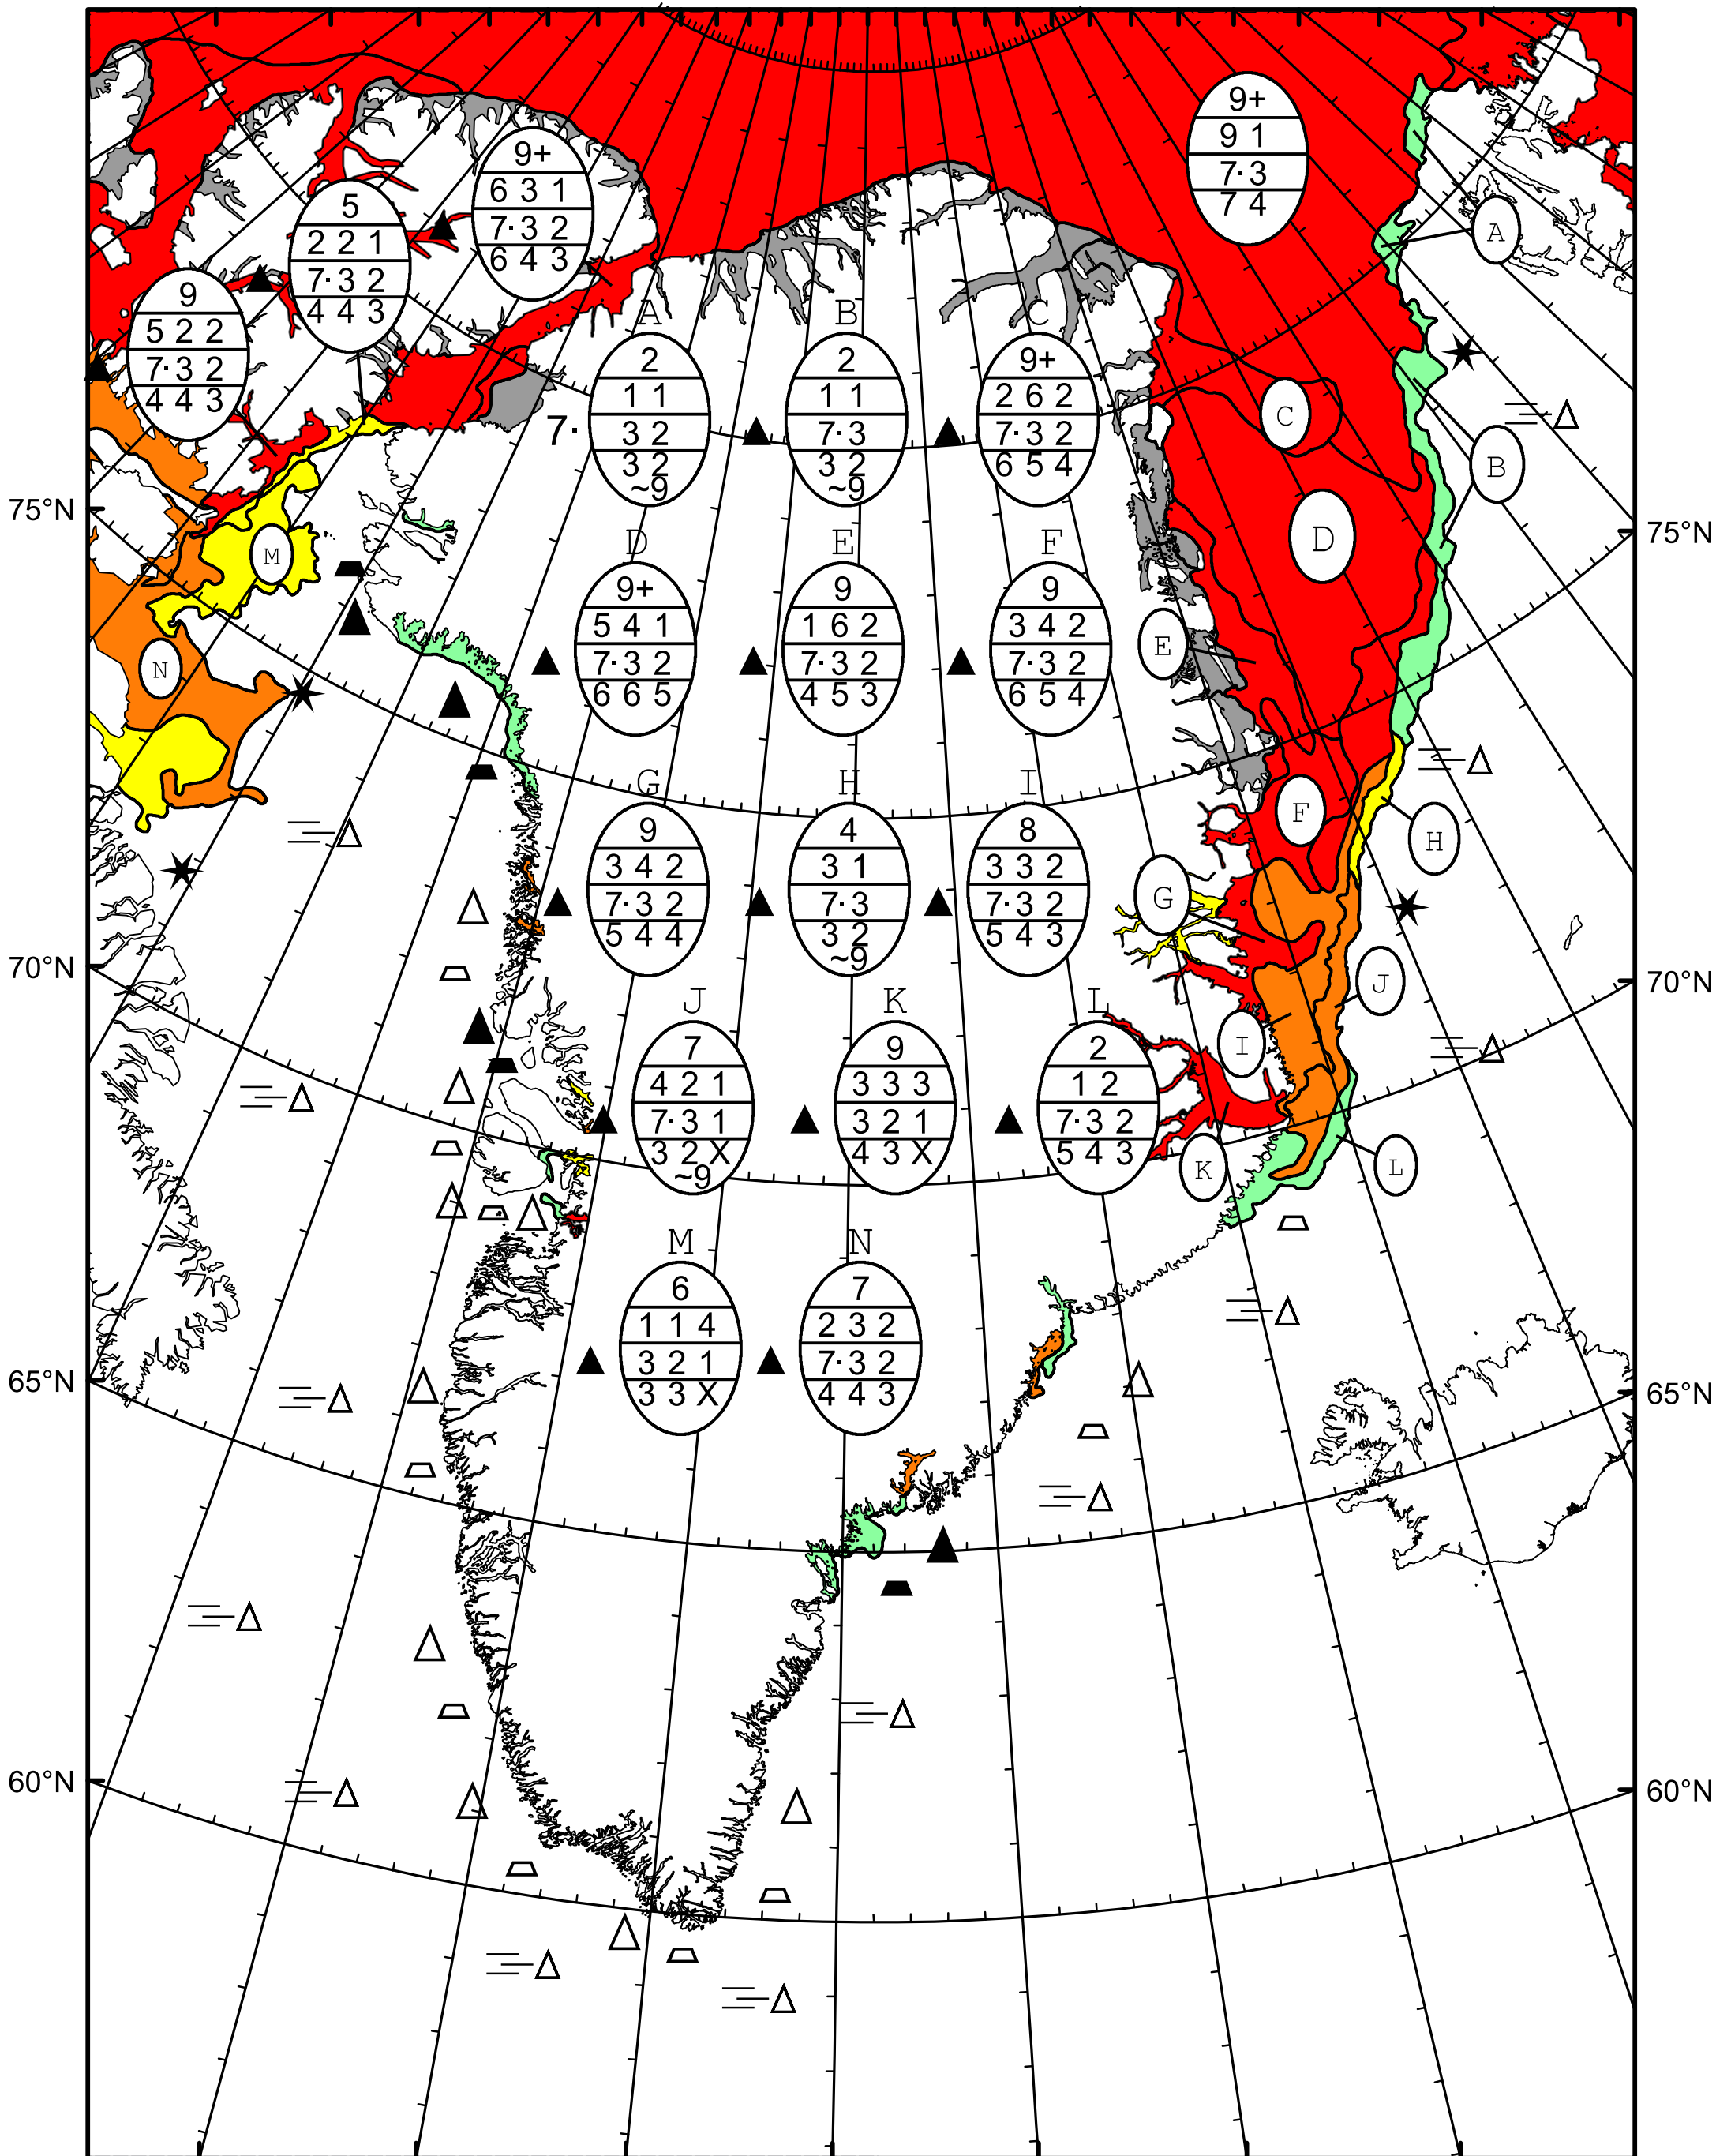 9+
9 1
7· 3
7 4
9+
6 3 1
7· 3 2
6 4 3
5
2 2 1
7· 3 2
4 4 3
9
5 2 2
7· 3 2
4 4 3
A
B
C
A
2
1 1
7· 3 2
3 2
~9
B
2
1 1
7· 3
3 2
~9
C
9+
2 6 2
7· 3 2
6 5 4
75°N
75°N
D
E
F
D
9+
5 4 1
7· 3 2
6 6 5
E
9
1 6 2
7· 3 2
4 5 3
F
9
3 4 2
7· 3 2
6 5 4
G
H
I
G
9
3 4 2
7· 3 2
5 4 4
H
4
3 1
7· 3
3 2
~9
I
8
3 3 2
7· 3 2
5 4 3
70°N
70°N
J
K
L
J
7
4 2 1
7· 3 1
3 2 X
~9
K
9
3 3 3
3 2 1
4 3 X
L
2
1 2
7· 3 2
5 4 3
M
N
M
6
1 1 4
3 2 1
3 3 X
N
7
2 3 2
7· 3 2
4 4 3
65°N
65°N
60°N
60°N